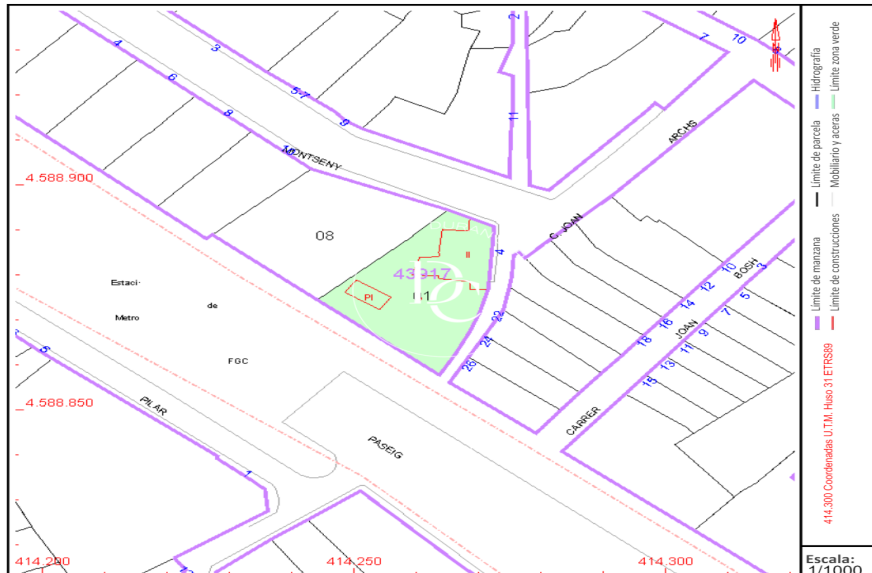 2
7
10
3
4
6
5-7
8
9
11
10
MONTSENY
ARCHS
4.588.900
08
C. JOAN
4
II
43917
01
PI
Estaci·
de
Metro
FGC
10
BOSH
3
12
5
14
7
16
JOAN
9
18
11
13
15
22
24
26
CARRER
5
4.588.850
PILAR
PASEIG
1
414.200
414.250
414.300
414.300 Coordenadas U.T.M. Huso 31 ETRS89
Límite de manzana
Límite de parcela
Hidrografía
Límite de construcciones
Mobiliario y aceras
Límite zona verde
Escala:
1/1000